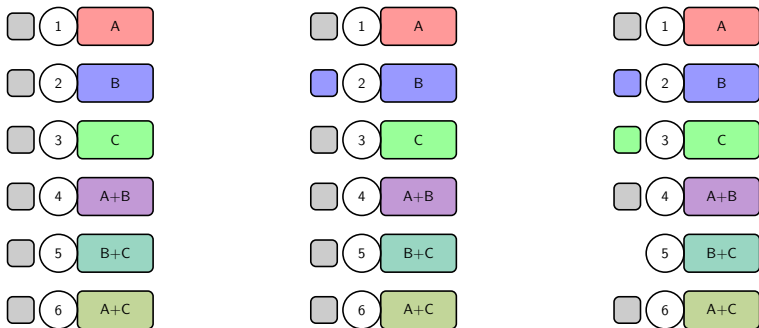 1 A 1 A 1 A
2 B 2 B 2 B
3 C 3 C 3 C
4 A+B 4 A+B 4 A+B
5 B+C 5 B+C 5 B+C
6 A+C 6 A+C 6 A+C